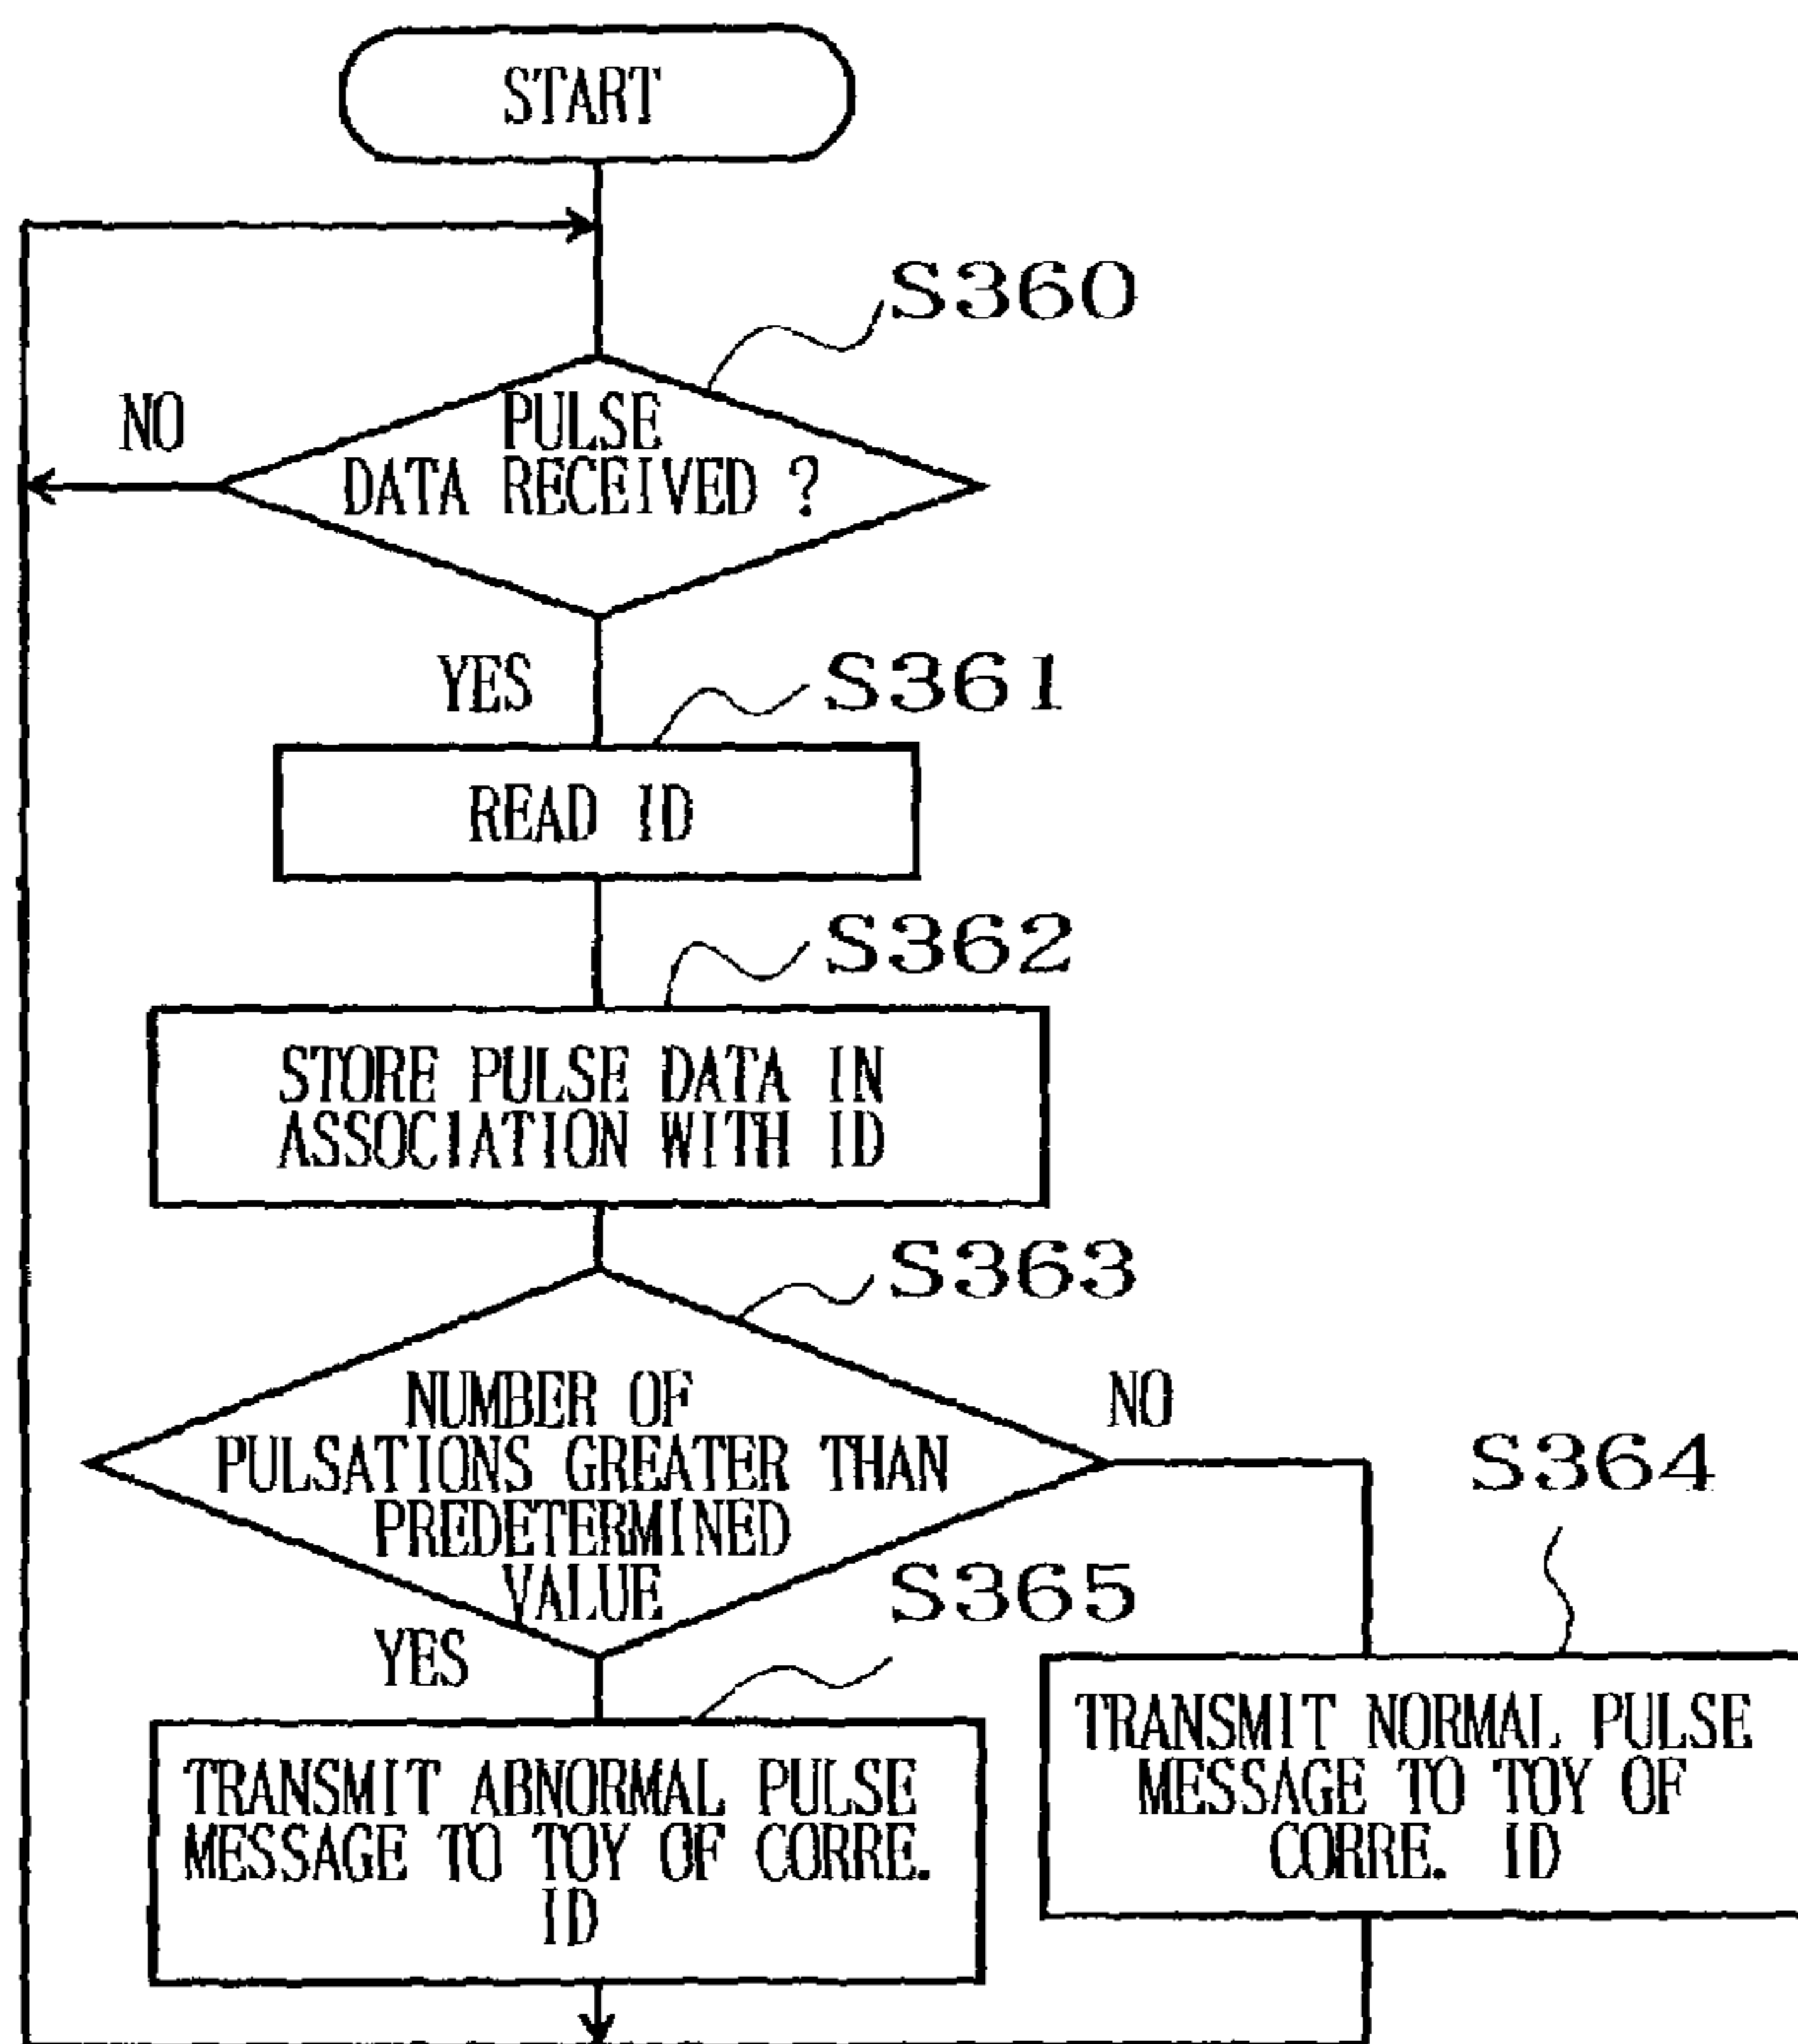 START
S360
NO
PULSE
DATA RECEIVED ?
YES
S361
READ ID
S362
STORE PULSE DATA IN
ASSOCIATION WITH ID
S363
NUMBER OF
PULSATIONS GREATER THAN
PREDETERMINED
VALUE
NO
S364
S365
YES
TRANSMIT ABNORMAL PULSE
MESSAGE TO TOY OF CORRE.
ID
TRANSMIT NORMAL PULSE
MESSAGE TO TOY OF
CORRE. ID